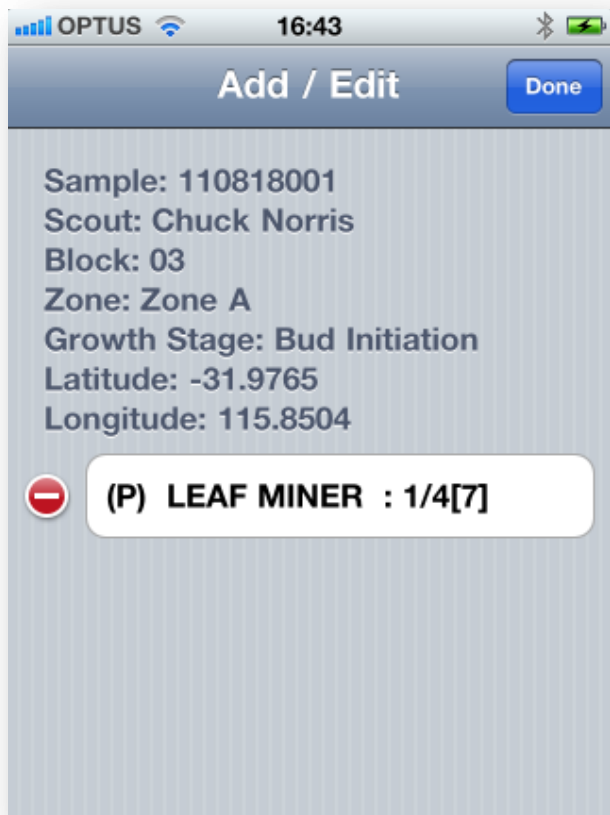 OPTUS 16:43
Add / Edit Done
Sample: 110818001
Scout: Chuck Norris
Block: 03
Zone: Zone A
Growth Stage: Bud Initiation
Latitude: -31.9765
Longitude: 115.8504
(P) LEAF MINER : 1/4[7]